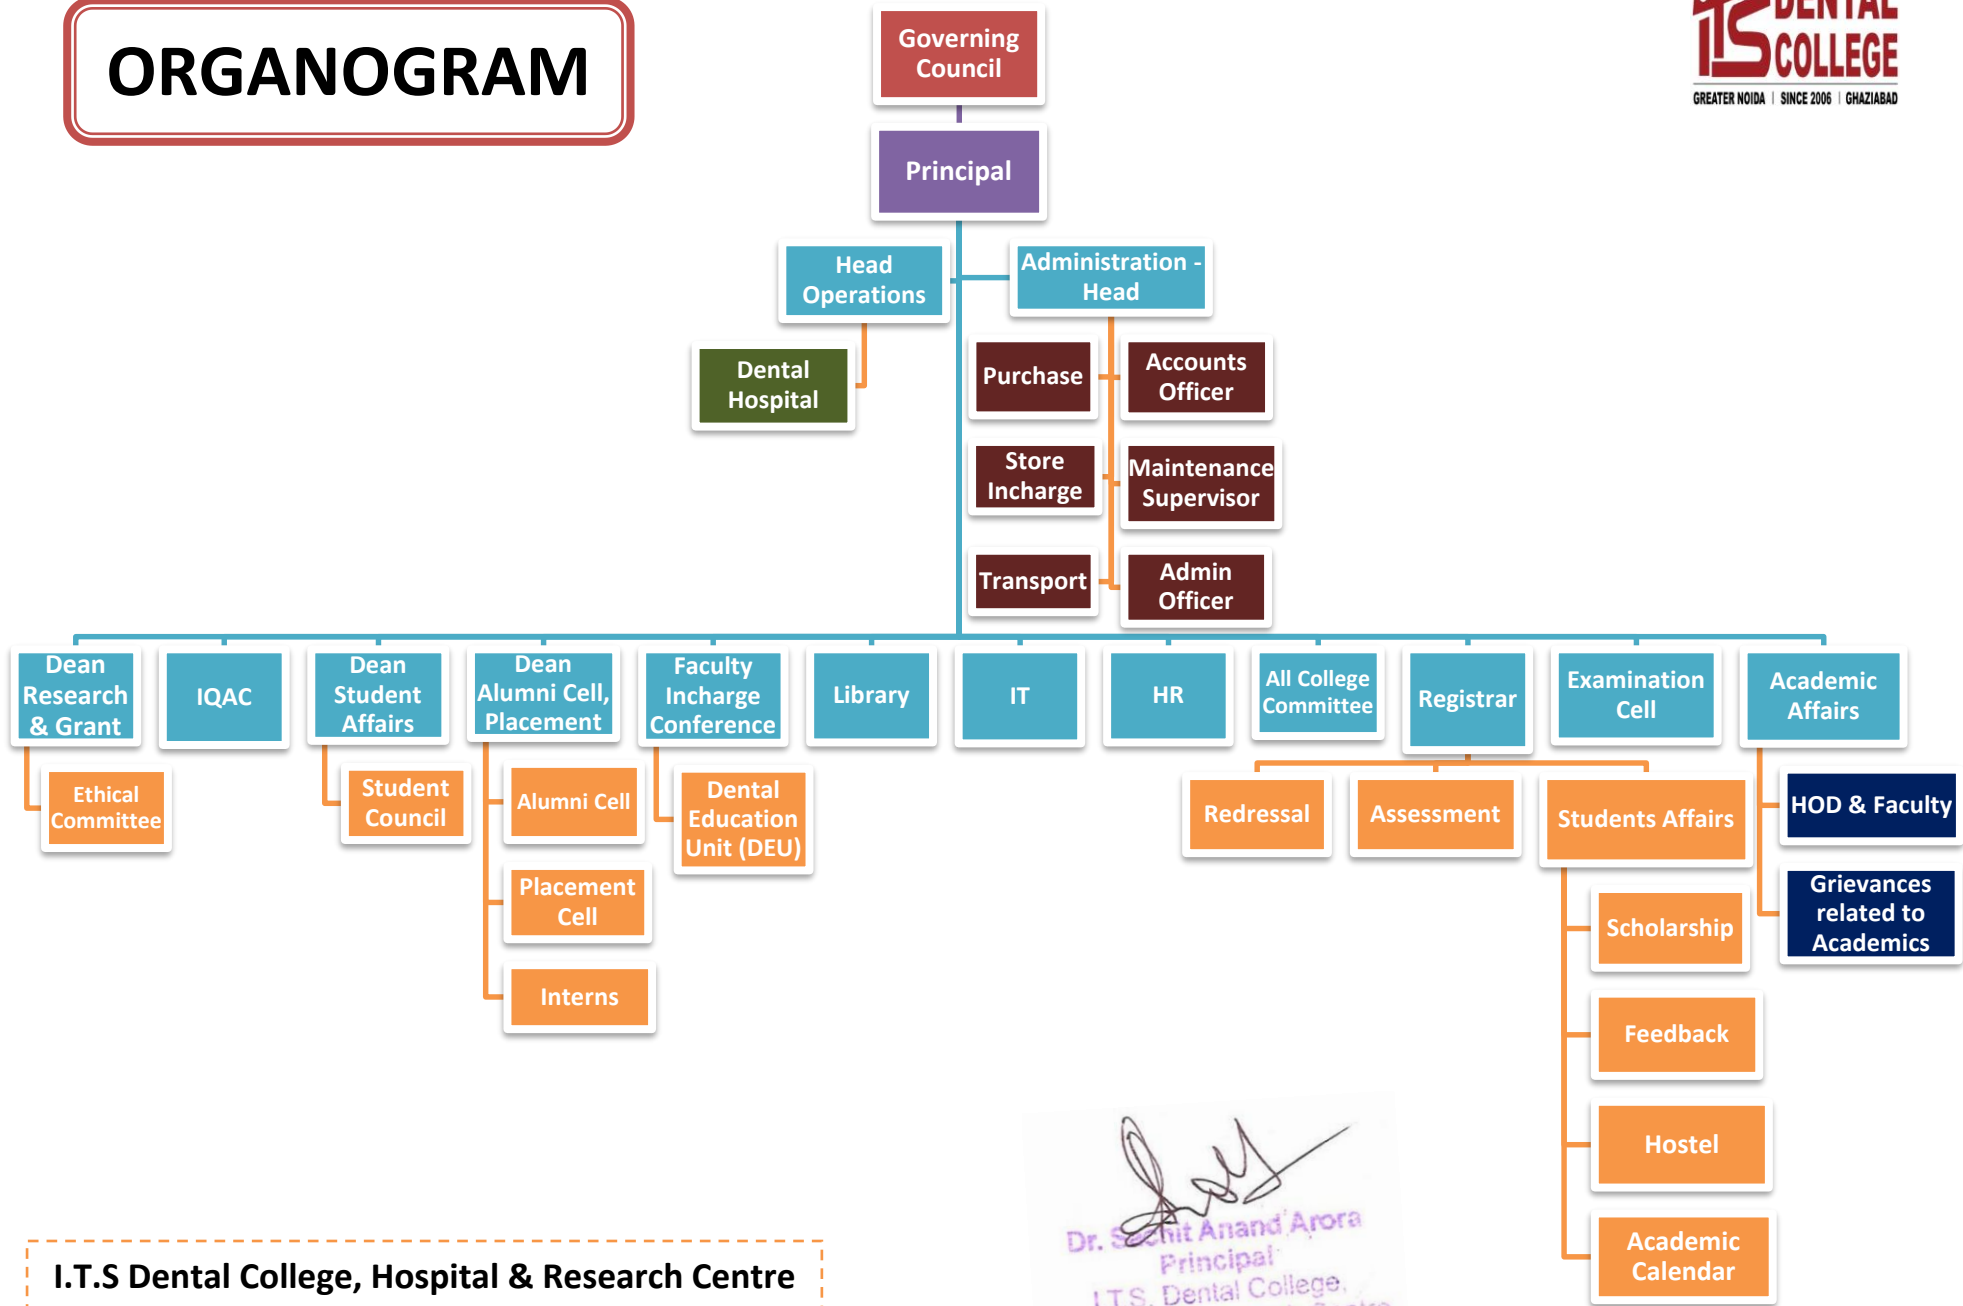 ORGANOGRAM
DENTAL
ITS COLLEGE
GREATER NOIDA | SINCE 2006 | GHAZIABAD
Governing
Council
Principal
Head
Operations
Administration -
Head
Dental
Hospital
Purchase
Accounts
Officer
Store
Incharge
Maintenance
Supervisor
Transport
Admin
Officer
Dean
Research
& Grant
IQAC
Dean
Student
Affairs
Dean
Alumni Cell,
Placement
Faculty
Incharge
Conference
Library
IT
HR
All College
Committee
Registrar
Examination
Cell
Academic
Affairs
Ethical
Committee
Student
Council
Alumni Cell
Placement
Cell
Interns
Dental
Education
Unit (DEU)
Redressal
Assessment
Students Affairs
Scholarship
Feedback
Hostel
Academic
Calendar
HOD & Faculty
Grievances
related to
Academics
I.T.S Dental College, Hospital & Research Centre
Dr. Sachit Anand Arora
Principal
I.T.S. Dental College,